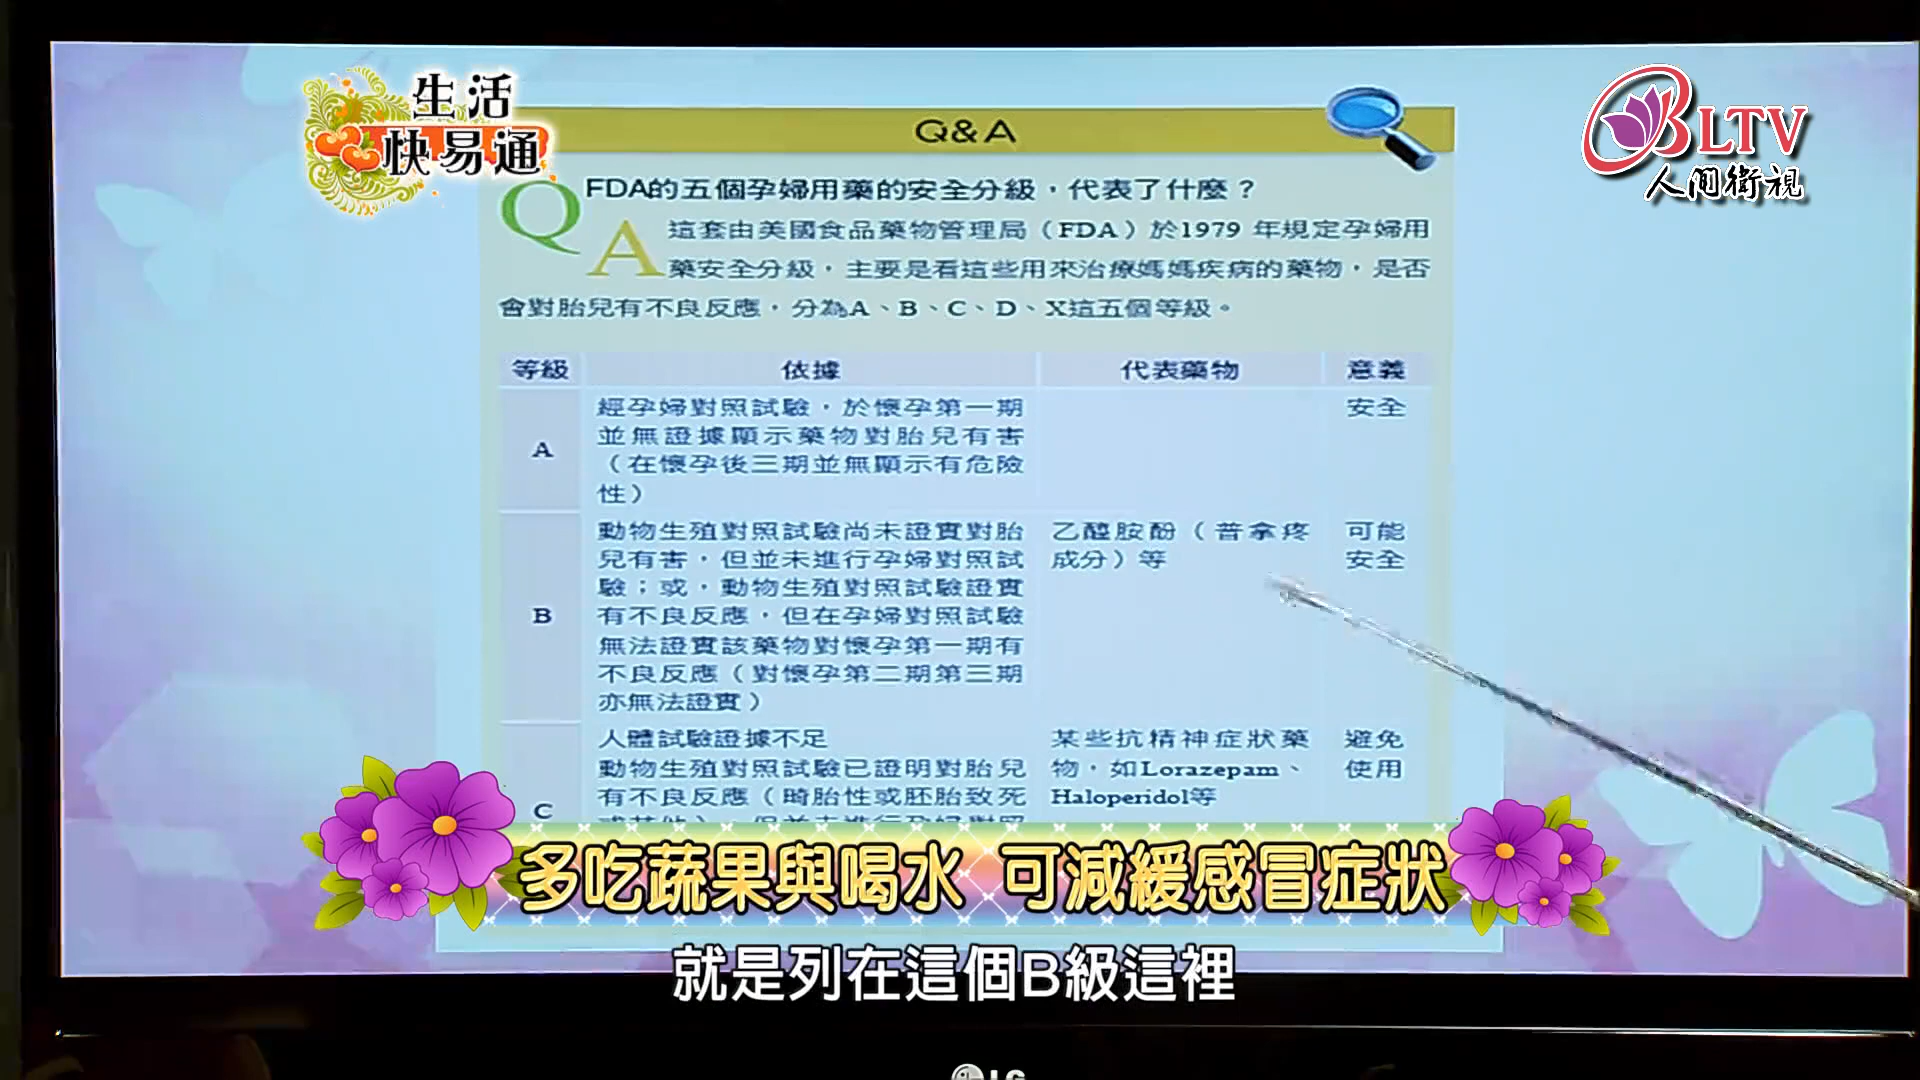 生活
快易通
BLTV
人間衛視
Q&A
Q FDA的五個孕婦用藥的安全分級，代表了什麼？
A 這套由美國食品藥物管理局（FDA）於1979 年規定孕婦用
藥安全分級，主要是看這些用來治療媽媽疾病的藥物，是否
會對胎兒有不良反應，分為A、B、C、D、X這五個等級。
等級 依據 代表藥物 意義
A
經孕婦對照試驗，於懷孕第一期
並無證據顯示藥物對胎兒有害
（在懷孕後三期並無顯示有危險
性）
安全
B
動物生殖對照試驗尚未證實對胎
兒有害，但並未進行孕婦對照試
驗；或，動物生殖對照試驗證實
有不良反應，但在孕婦對照試驗
無法證實該藥物對懷孕第一期有
不良反應（對懷孕第二期第三期
亦無法證實）
乙醯胺酚（普拿疼
成分）等
可能
安全
C
人體試驗證據不足
動物生殖對照試驗已證明對胎兒
有不良反應（畸胎性或胚胎致死
某些抗精神症狀藥
物，如Lorazepam、
Haloperidol等
避免
使用
多吃蔬果與喝水 可減緩感冒症狀
就是列在這個B級這裡
LG